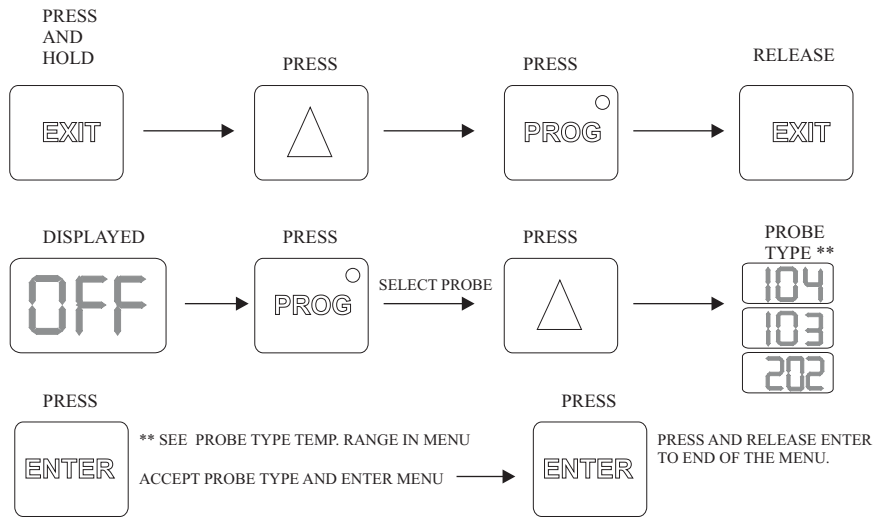 PRESS
AND
HOLD
PRESS
PRESS
RELEASE
EXIT
PROG
EXIT
DISPLAYED
PRESS
PRESS
PROBE
TYPE **
OFF
PROG
SELECT PROBE
104
103
202
PRESS
PRESS
ENTER
** SEE PROBE TYPE TEMP. RANGE IN MENU
ACCEPT PROBE TYPE AND ENTER MENU
ENTER
PRESS AND RELEASE ENTER
TO END OF THE MENU.